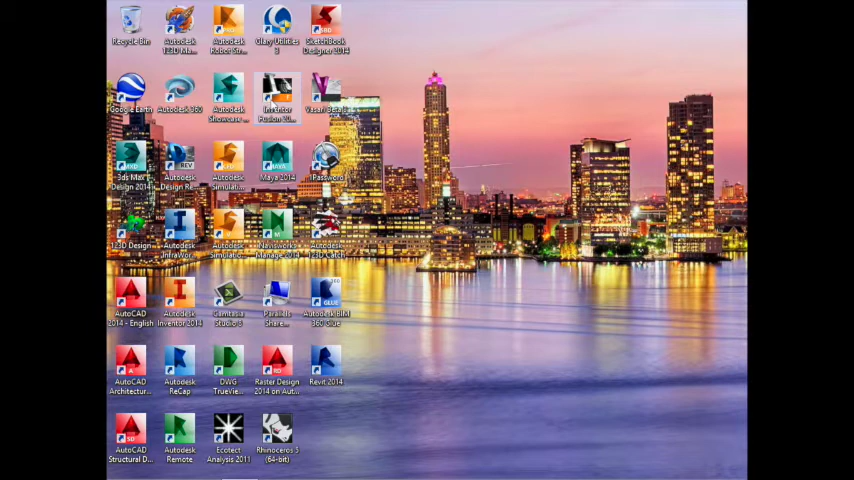 Recycle Bin
Autodesk
123D Ma...
Autodesk
Robot Str...
Glary Utilities
3
SketchBook
Designer 2014
Google Earth
Autodesk 360
Autodesk
Showcase ...
Inventor
Fusion 20...
Vasari Beta 3
3ds Max
Design 2014
Autodesk
Design Re...
Autodesk
Simulati...
Maya 2014
1Password
123D Design
Autodesk
InfraWor...
Autodesk
Simulatio...
Navisworks
Manage 2014
Autodesk
123D Catch
AutoCAD
2014 - English
Autodesk
Inventor 2014
Camtasia
Studio 8
Parallels
Share...
Autodesk BIM
360 Glue
AutoCAD
Architectur...
Autodesk
ReCap
DWG
TrueVie...
Raster Design
2014 on Aut...
Revit 2014
AutoCAD
Structural D...
Autodesk
Remote
Ecotect
Analysis 2011
Rhinoceros 5
(64-bit)